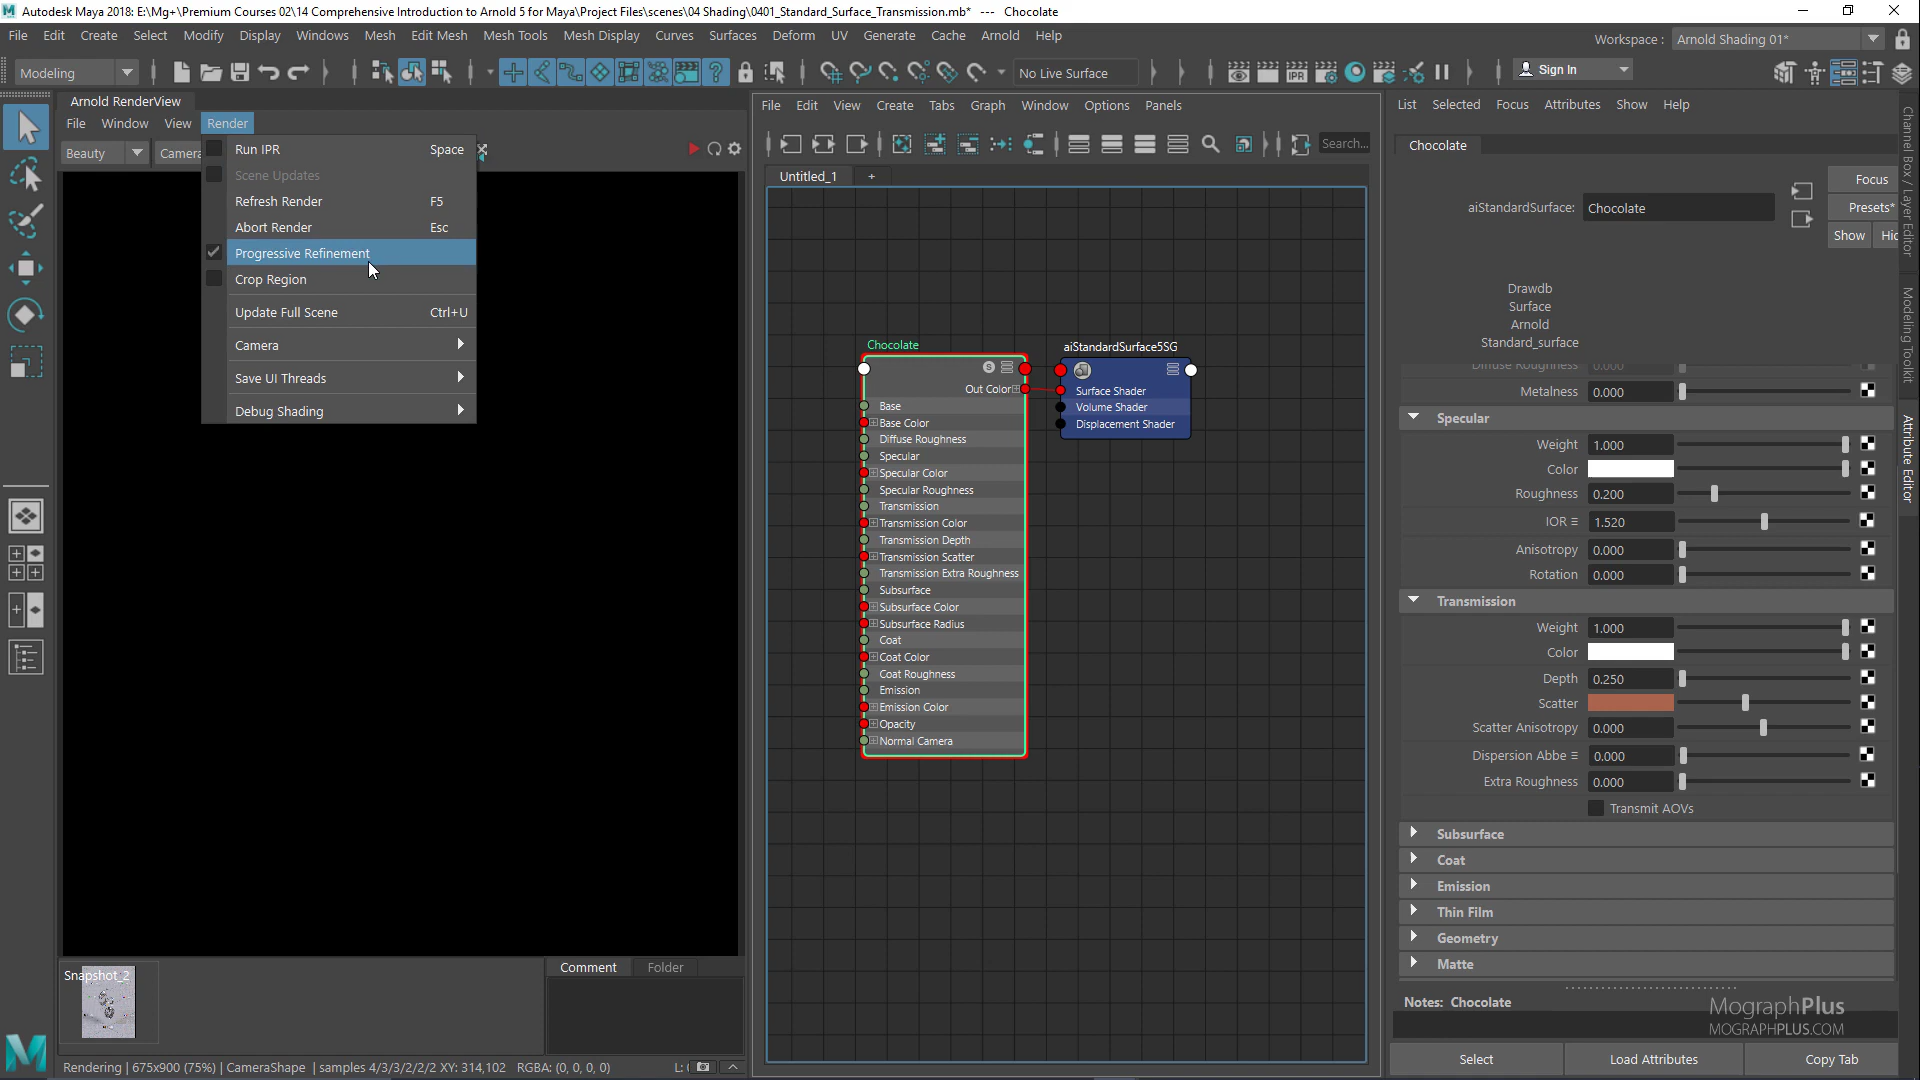 Autodesk Maya 2018: E:\Mg+\Premium Courses 02\14 Comprehensive Introduction to Arnold 5 for Maya\Project Files\scenes\04 Shading\0401_Standard_Surface_Transmission.mb* --- Chocolate
File Edit Create Select Modify Display Windows Mesh Edit Mesh Mesh Tools Mesh Display Curves Surfaces Deform UV Generate Cache Arnold Help
Workspace : Arnold Shading 01*
Modeling
No Live Surface
Sign In
Arnold RenderView
File Window View Render
Beauty
Camera
Run IPR Space
Scene Updates
Refresh Render F5
Abort Render Esc
Progressive Refinement
Crop Region
Update Full Scene Ctrl+U
Camera
Save UI Threads
Debug Shading
Snapshot_2
Comment Folder
Rendering | 675x900 (75%) | CameraShape | samples 4/3/3/2/2/2 XY: 314,102 RGBA: (0, 0, 0, 0) L:
File Edit View Create Tabs Graph Window Options Panels
Search...
Untitled_1 +
Chocolate
Out Color
Base
Base Color
Diffuse Roughness
Specular
Specular Color
Specular Roughness
Transmission
Transmission Color
Transmission Depth
Transmission Scatter
Transmission Extra Roughness
Subsurface
Subsurface Color
Subsurface Radius
Coat
Coat Color
Coat Roughness
Emission
Emission Color
Opacity
Normal Camera
aiStandardSurface5SG
Surface Shader
Volume Shader
Displacement Shader
List Selected Focus Attributes Show Help
Chocolate
Focus
aiStandardSurface: Chocolate
Presets*
Show Hid
Drawdb
Surface
Arnold
Standard_surface
Diffuse Roughness 0.000
Metalness 0.000
Specular
Weight 1.000
Color
Roughness 0.200
IOR 1.520
Anisotropy 0.000
Rotation 0.000
Transmission
Weight 1.000
Color
Depth 0.250
Scatter
Scatter Anisotropy 0.000
Dispersion Abbe 0.000
Extra Roughness 0.000
Transmit AOVs
Subsurface
Coat
Emission
Thin Film
Geometry
Matte
Notes: Chocolate
MographPlus
MOGRAPHPLUS.COM
Select Load Attributes Copy Tab
Channel Box / Layer Editor
Modeling Toolkit
Attribute Editor